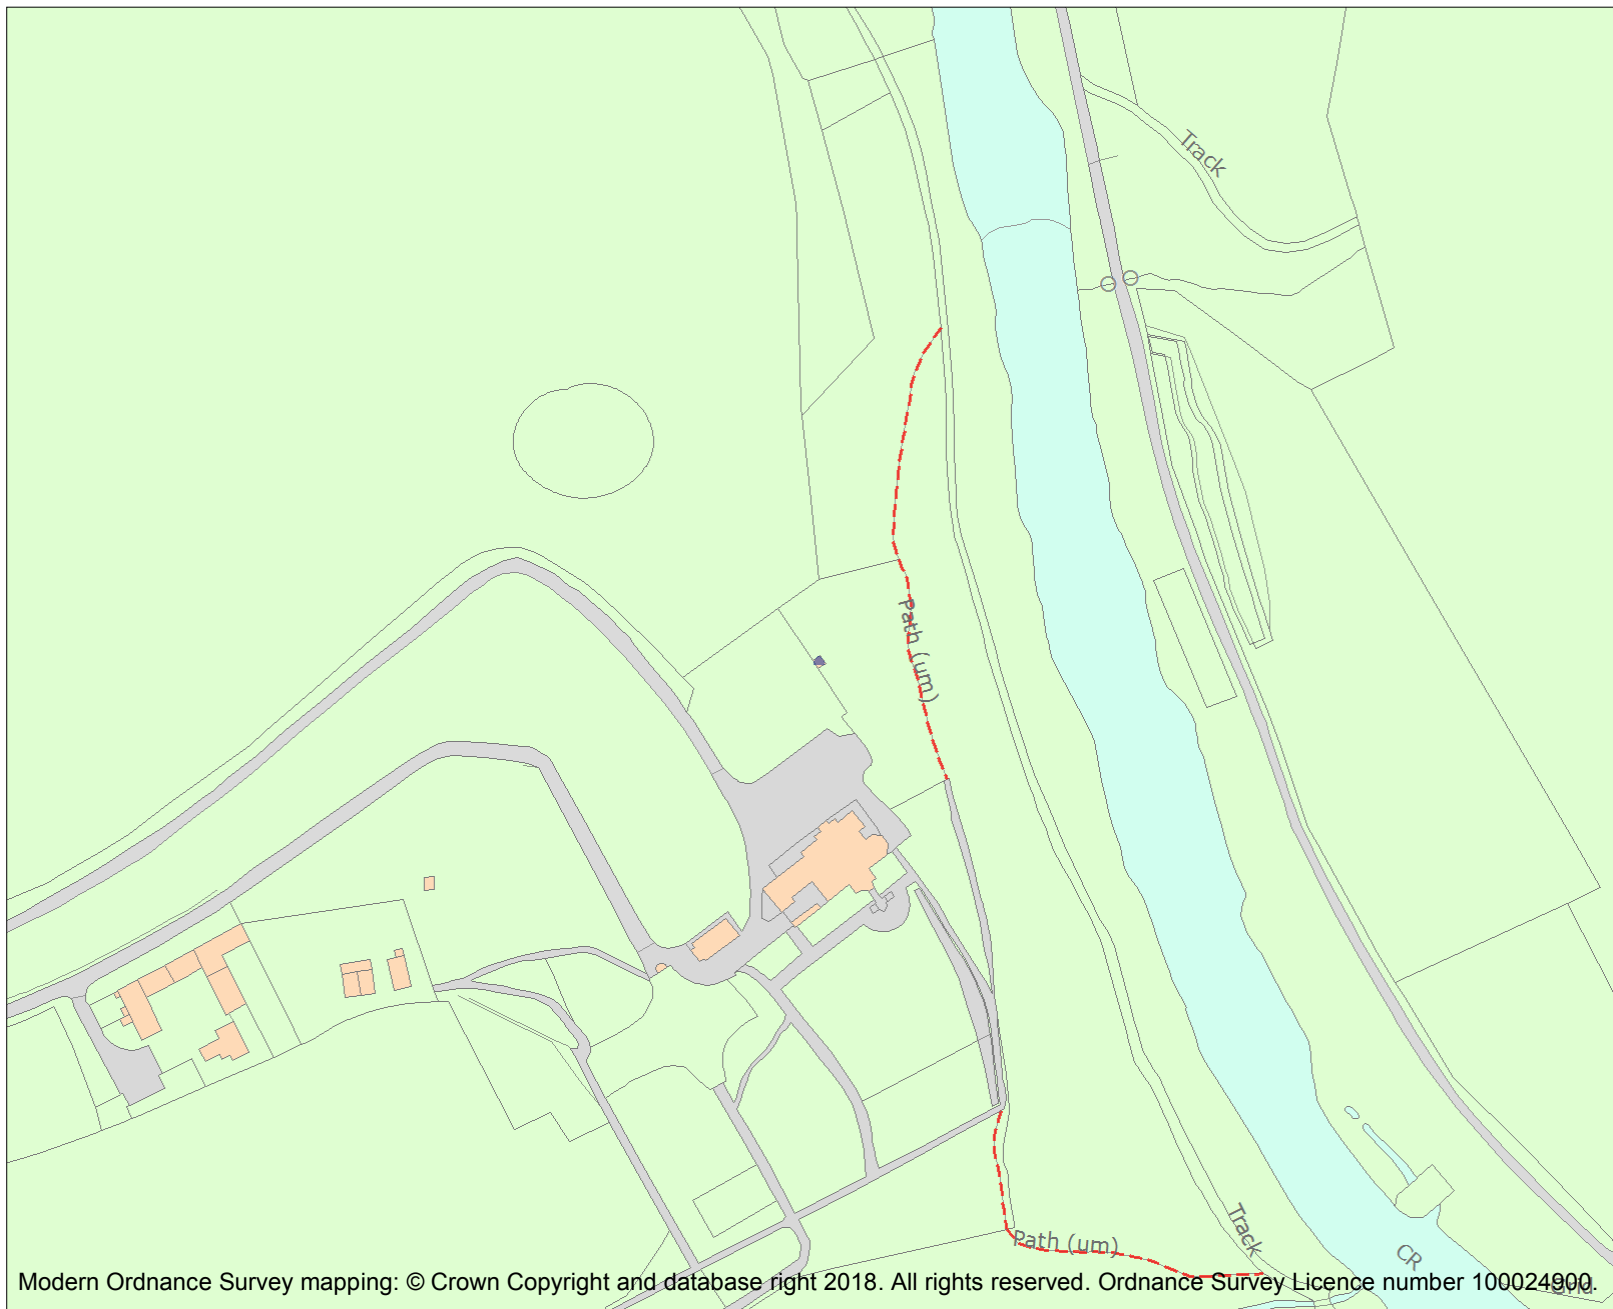 Track
Path (um)
Path (um)
Track
CR
Grid
Modern Ordnance Survey mapping: © Crown Copyright and database right 2018. All rights reserved. Ordnance Survey Licence number 100024900.